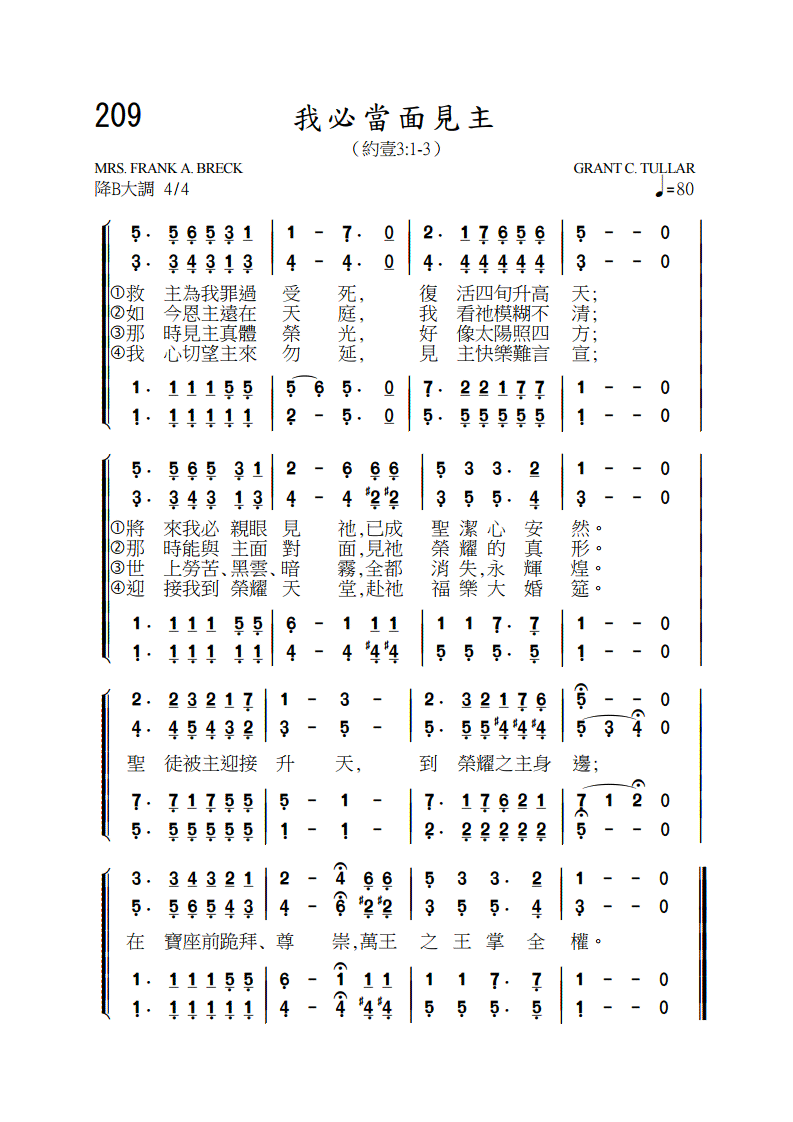 209
我必當面見主
（約壹3:1-3）
MRS. FRANK A. BRECK GRANT C. TULLAR
降B大調 4/4 =80
5. 5 6 5 3 1 | 1 - 7. 0 | 2. 1 7 6 5 6 | 5 - - 0
3. 3 4 3 1 3 | 4 - 4. 0 | 4. 4 4 4 4 4 | 3 - - 0
①救 主為我罪過 受 死, 復 活四旬升高 天;
②如 今恩主遠在 天 庭, 我 看祂模糊不 清;
③那 時見主真體 榮 光, 好 像太陽照四 方;
④我 心切望主來 勿 延, 見 主快樂難言 宣;
1. 1 1 1 5 5 | 5 6 5. 0 | 7. 2 2 1 7 7 | 1 - - 0
1. 1 1 1 1 1 | 2 - 5. 0 | 5. 5 5 5 5 5 | 1 - - 0
5. 5 6 5 3 1 | 2 - 6 6 6 | 5 3 3. 2 | 1 - - 0
3. 3 4 3 1 3 | 4 - 4 #2 #2 | 3 5 5. 4 | 3 - - 0
①將 來我必 親眼 見 祂,已成 聖 潔 心 安 然。
②那 時能與 主面 對 面,見祂 榮 耀 的 真 形。
③世 上勞苦、黑雲、暗 霧,全都 消 失,永 輝 煌。
④迎 接我到 榮耀 天 堂,赴祂 福 樂 大 婚 筵。
1. 1 1 1 5 5 | 6 - 1 1 1 | 1 1 7. 7 | 1 - - 0
1. 1 1 1 1 1 | 4 - 4 #4 #4 | 5 5 5. 5 | 1 - - 0
2. 2 3 2 1 7 | 1 - 3 - | 2. 3 2 1 7 6 | 5 - - 0
4. 4 5 4 3 2 | 3 - 5 - | 5. 5 5 #4 #4 #4 | 5 3 4 0
聖 徒被主迎接 升 天, 到 榮耀之主身 邊;
7. 7 1 7 5 5 | 5 - 1 - | 7. 1 7 6 2 1 | 7 1 2 0
5. 5 5 5 5 5 | 1 - 1 - | 2. 2 2 2 2 2 | 5 - - 0
3. 3 4 3 2 1 | 2 - 4 6 6 | 5 3 3. 2 | 1 - - 0
5. 5 6 5 4 3 | 4 - 6 #2 #2 | 3 5 5. 4 | 3 - - 0
在 寶座前跪拜、尊 崇,萬王 之 王 掌 全 權。
1. 1 1 1 5 5 | 6 - 1 1 1 | 1 1 7. 7 | 1 - - 0
1. 1 1 1 1 1 | 4 - 4 #4 #4 | 5 5 5. 5 | 1 - - 0